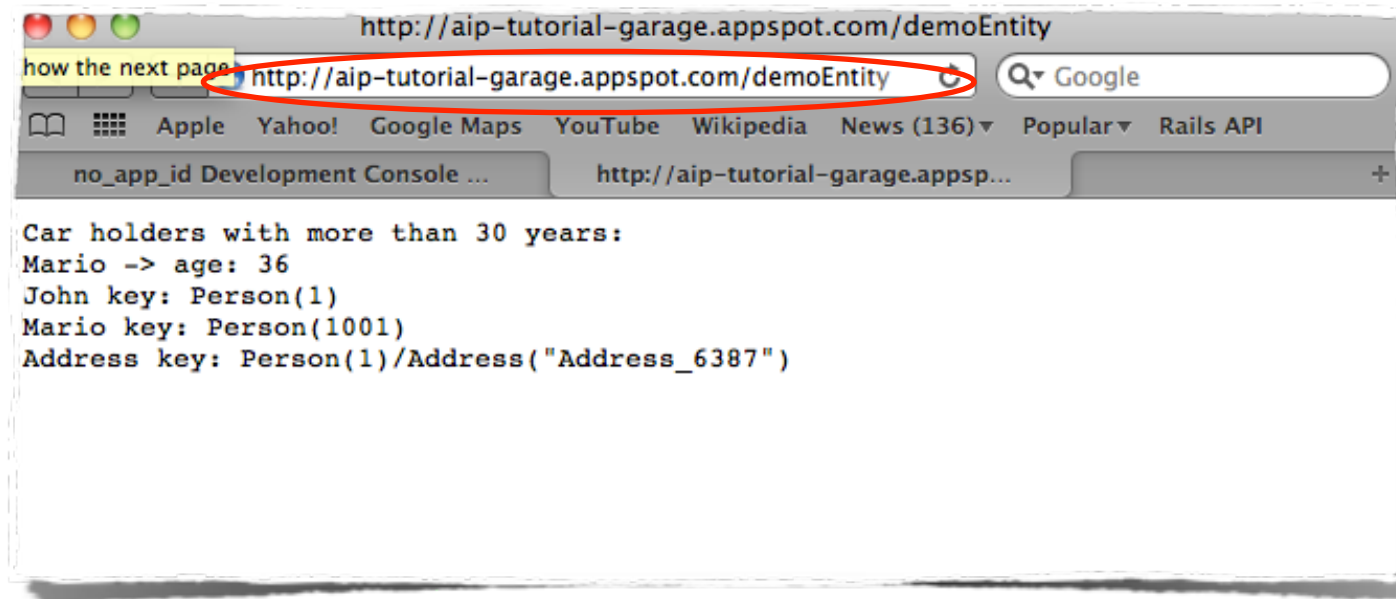 http://aip-tutorial-garage.appspot.com/demoEntity
how the next page
http://aip-tutorial-garage.appspot.com/demoEntity
Google
Apple Yahoo! Google Maps YouTube Wikipedia News (136) Popular Rails API
no_app_id Development Console ... http://aip-tutorial-garage.appsp... +
Car holders with more than 30 years:
Mario -> age: 36
John key: Person(1)
Mario key: Person(1001)
Address key: Person(1)/Address("Address_6387")